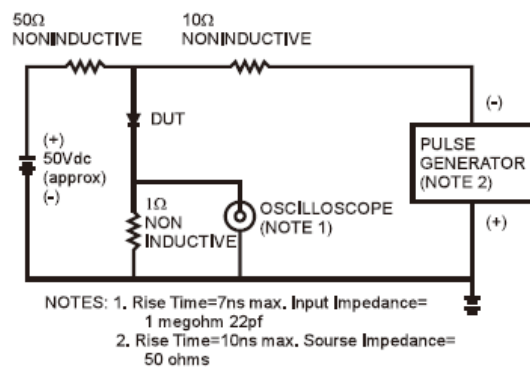 50Ω
NONINDUCTIVE
10Ω
NONINDUCTIVE
DUT
(+)
50Vdc
(approx)
(-)
1Ω
NON
INDUCTIVE
OSCILLOSCOPE
(NOTE 1)
(-)
PULSE
GENERATOR
(NOTE 2)
(+)
NOTES: 1. Rise Time=7ns max. Input Impedance=
1 megohm 22pf
2. Rise Time=10ns max. Sourse Impedance=
50 ohms